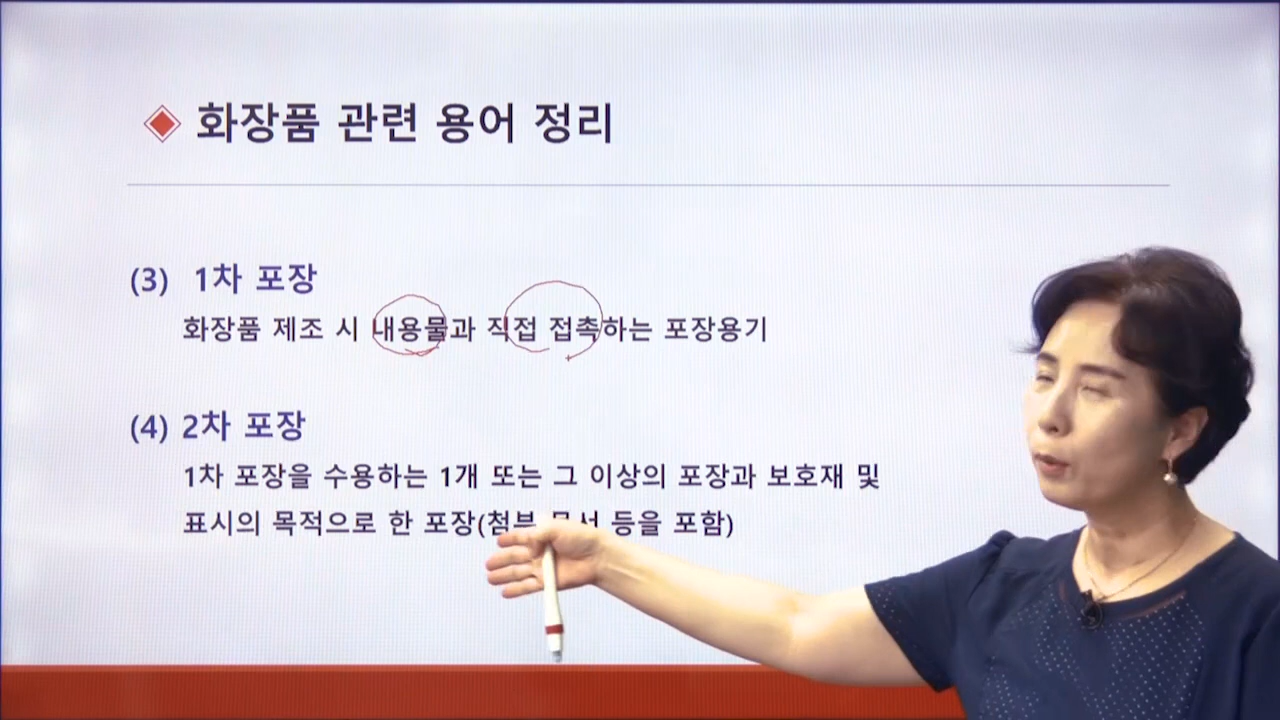 화장품 관련 용어 정리
(3) 1차 포장
화장품 제조 시 내용물과 직접 접촉하는 포장용기
(4) 2차 포장
1차 포장을 수용하는 1개 또는 그 이상의 포장과 보호재 및
표시의 목적으로 한 포장(첨부 문서 등을 포함)